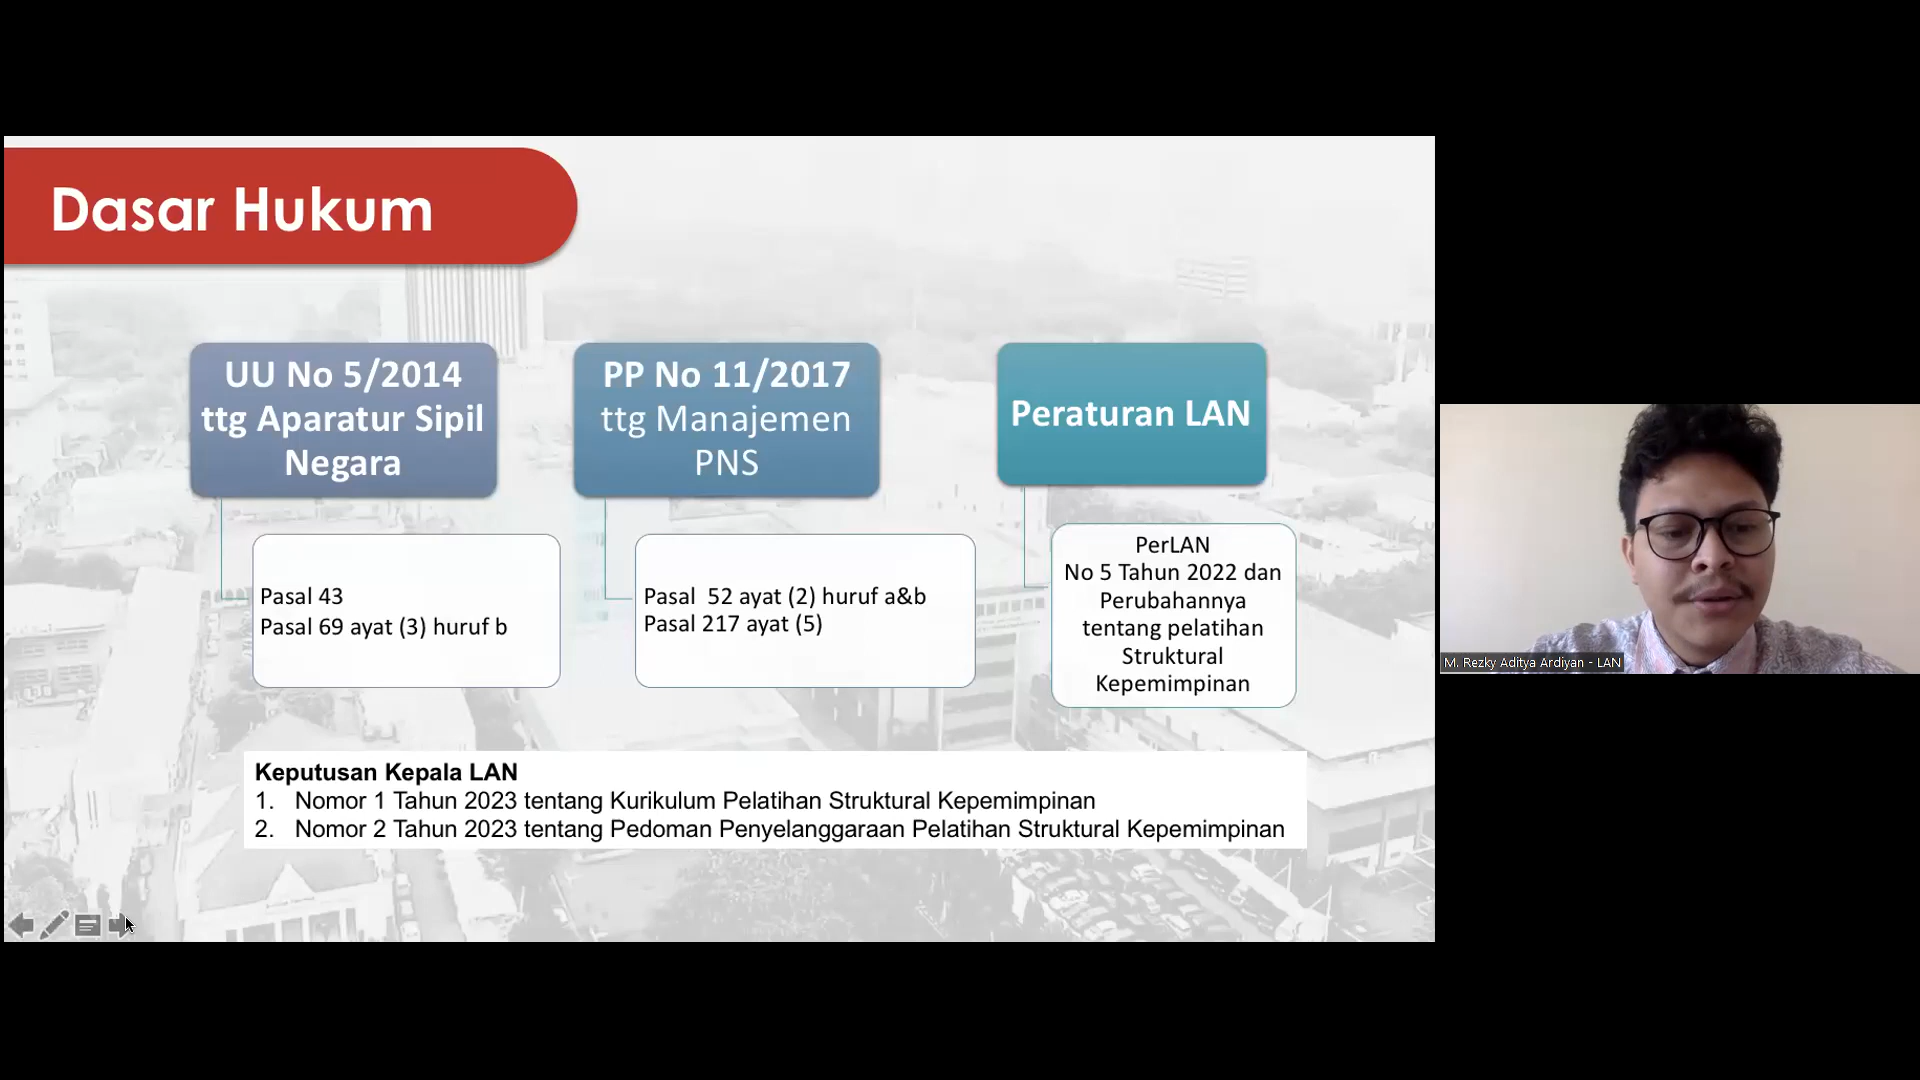 Dasar Hukum
UU No 5/2014
ttg Aparatur Sipil
Negara
Pasal 43
Pasal 69 ayat (3) huruf b
PP No 11/2017
ttg Manajemen
PNS
Pasal 52 ayat (2) huruf a&b
Pasal 217 ayat (5)
Peraturan LAN
PerLAN
No 5 Tahun 2022 dan
Perubahannya
tentang pelatihan
Struktural
Kepemimpinan
Keputusan Kepala LAN
1. Nomor 1 Tahun 2023 tentang Kurikulum Pelatihan Struktural Kepemimpinan
2. Nomor 2 Tahun 2023 tentang Pedoman Penyelanggaraan Pelatihan Struktural Kepemimpinan
M. Rezky Aditya Ardiyan - LAN